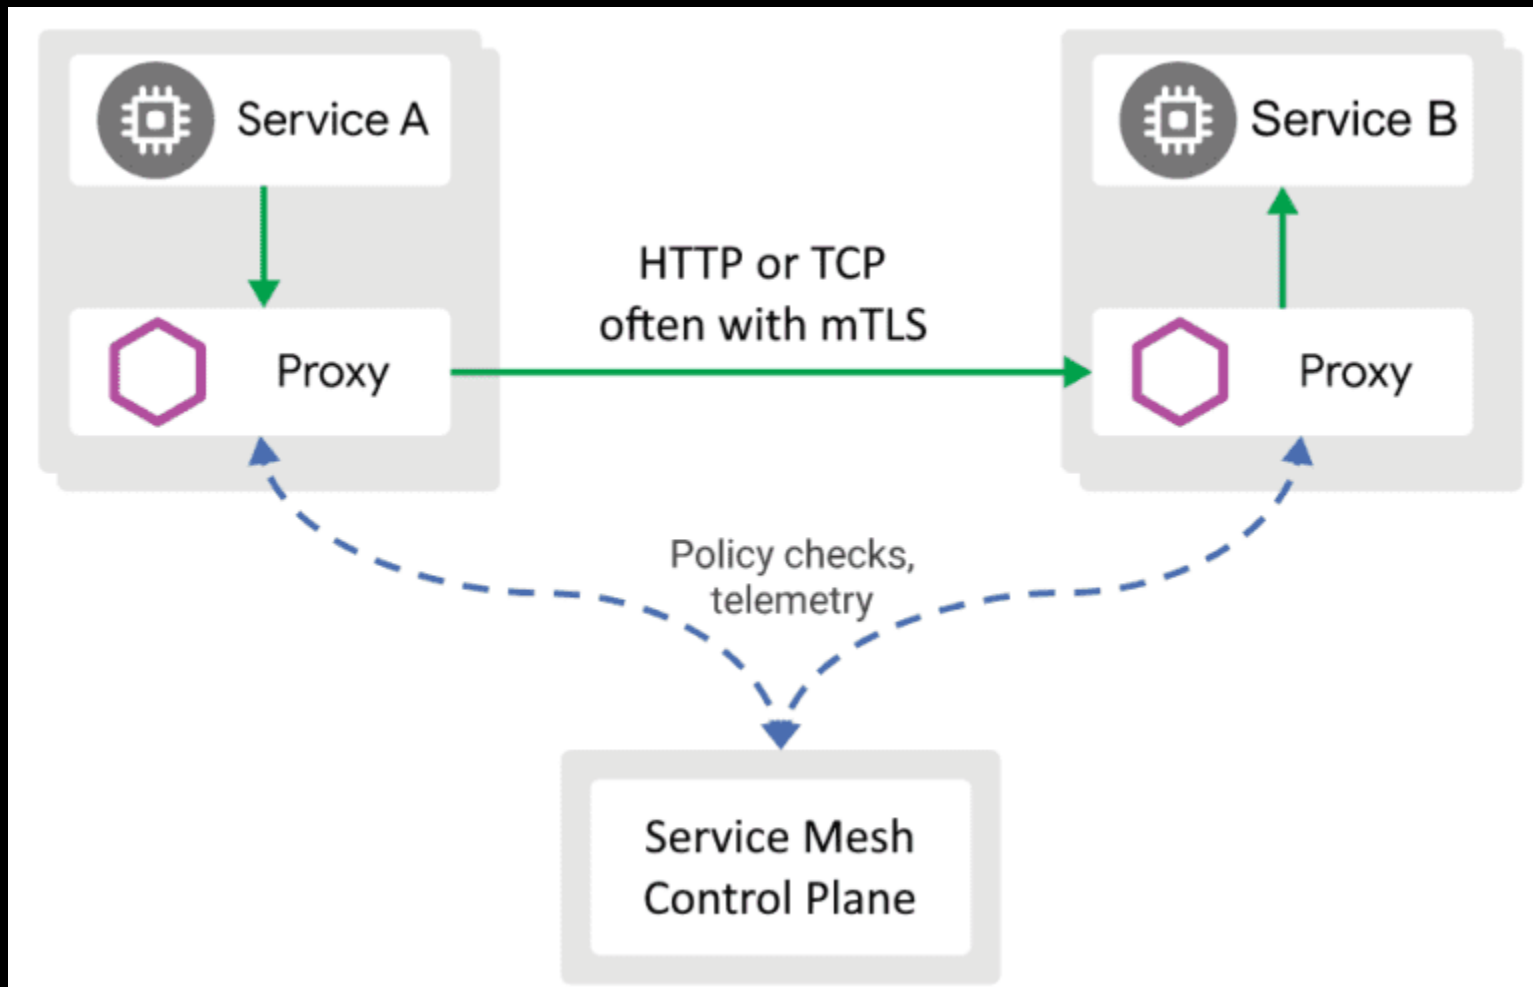 Service A
Service B
HTTP or TCP
often with mTLS
Proxy
Proxy
Policy checks,
telemetry
Service Mesh
Control Plane